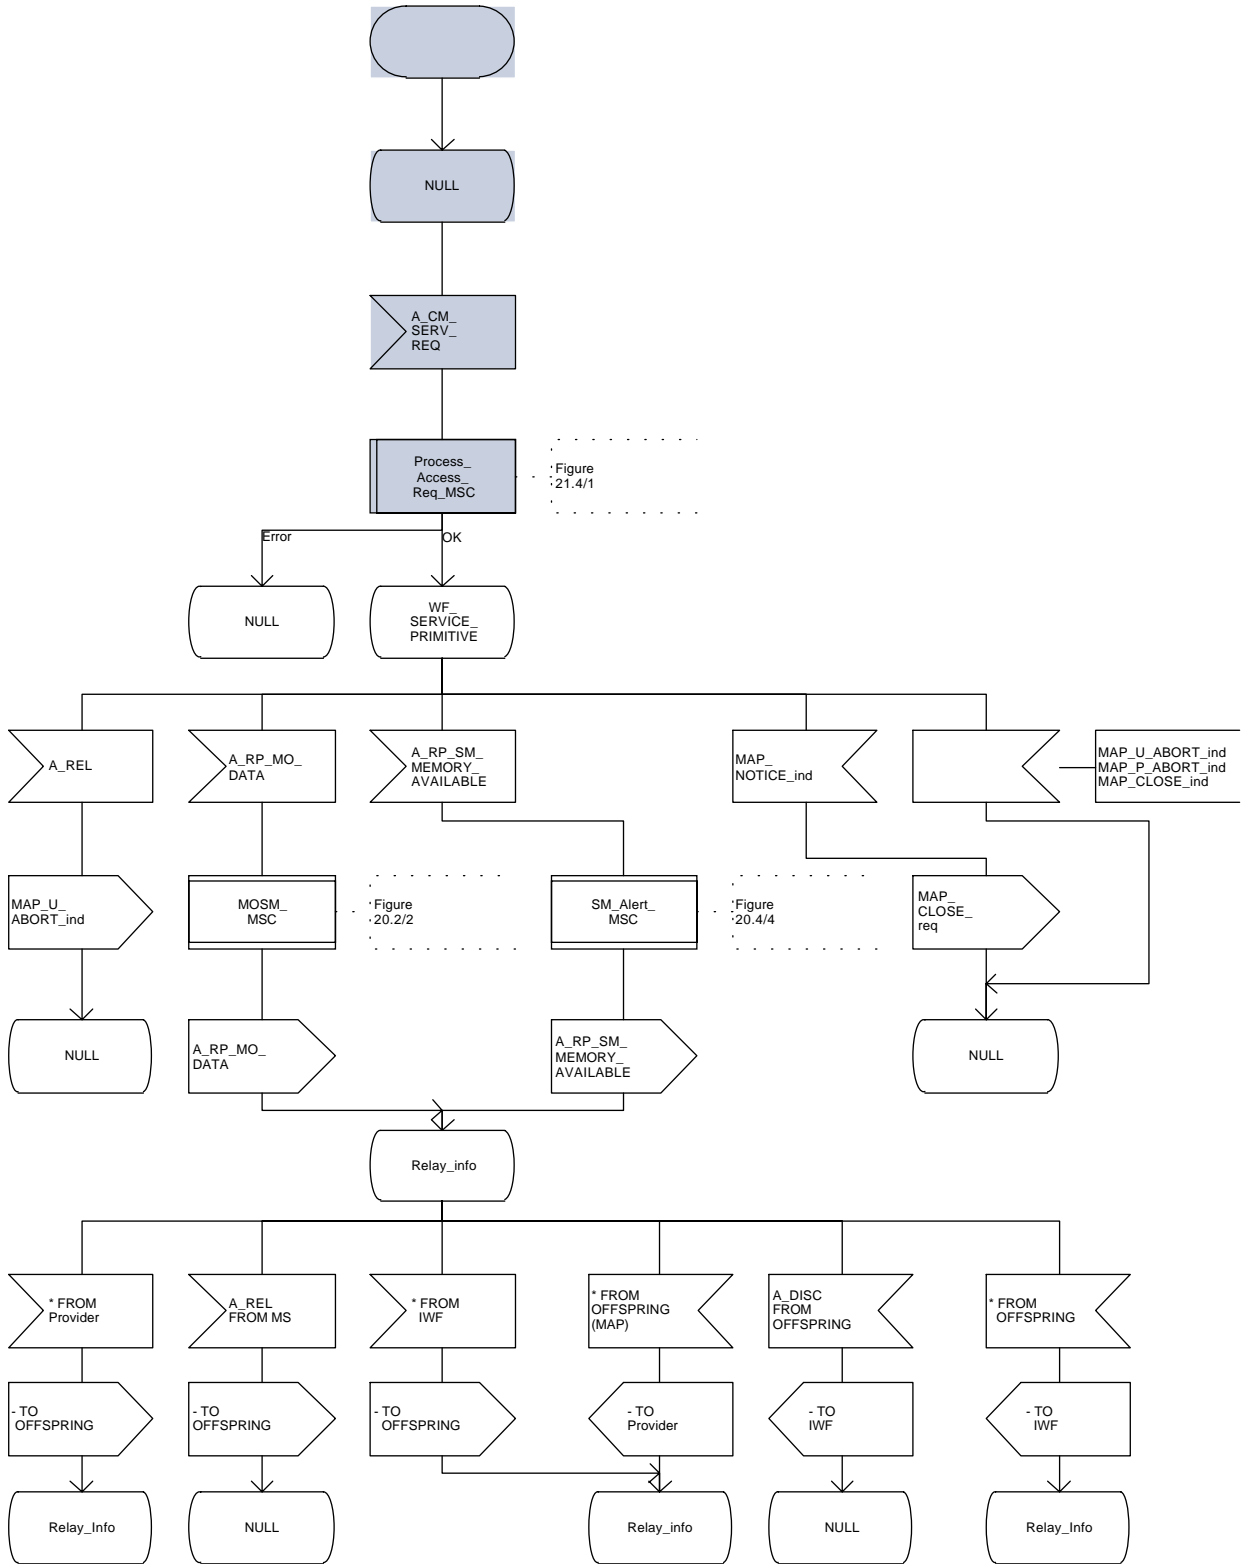 NULL
A_CM_
SERV_
REQ
Process_
Access_
Req_MSC
Figure
21.4/1
Error
OK
NULL
WF_
SERVICE_
PRIMITIVE
A_REL
A_RP_MO_
DATA
A_RP_SM_
MEMORY_
AVAILABLE
MAP_
NOTICE_ind
MAP_U_ABORT_ind
MAP_P_ABORT_ind
MAP_CLOSE_ind
MAP_U_
ABORT_ind
MOSM_
MSC
Figure
20.2/2
SM_Alert_
MSC
Figure
20.4/4
MAP_
CLOSE_
req
NULL
A_RP_MO_
DATA
A_RP_SM_
MEMORY_
AVAILABLE
NULL
Relay_info
* FROM
Provider
A_REL
FROM MS
* FROM
IWF
* FROM
OFFSPRING
(MAP)
A_DISC
FROM
OFFSPRING
* FROM
OFFSPRING
- TO
OFFSPRING
- TO
OFFSPRING
- TO
OFFSPRING
- TO
Provider
- TO
IWF
- TO
IWF
Relay_Info
NULL
Relay_info
NULL
Relay_Info